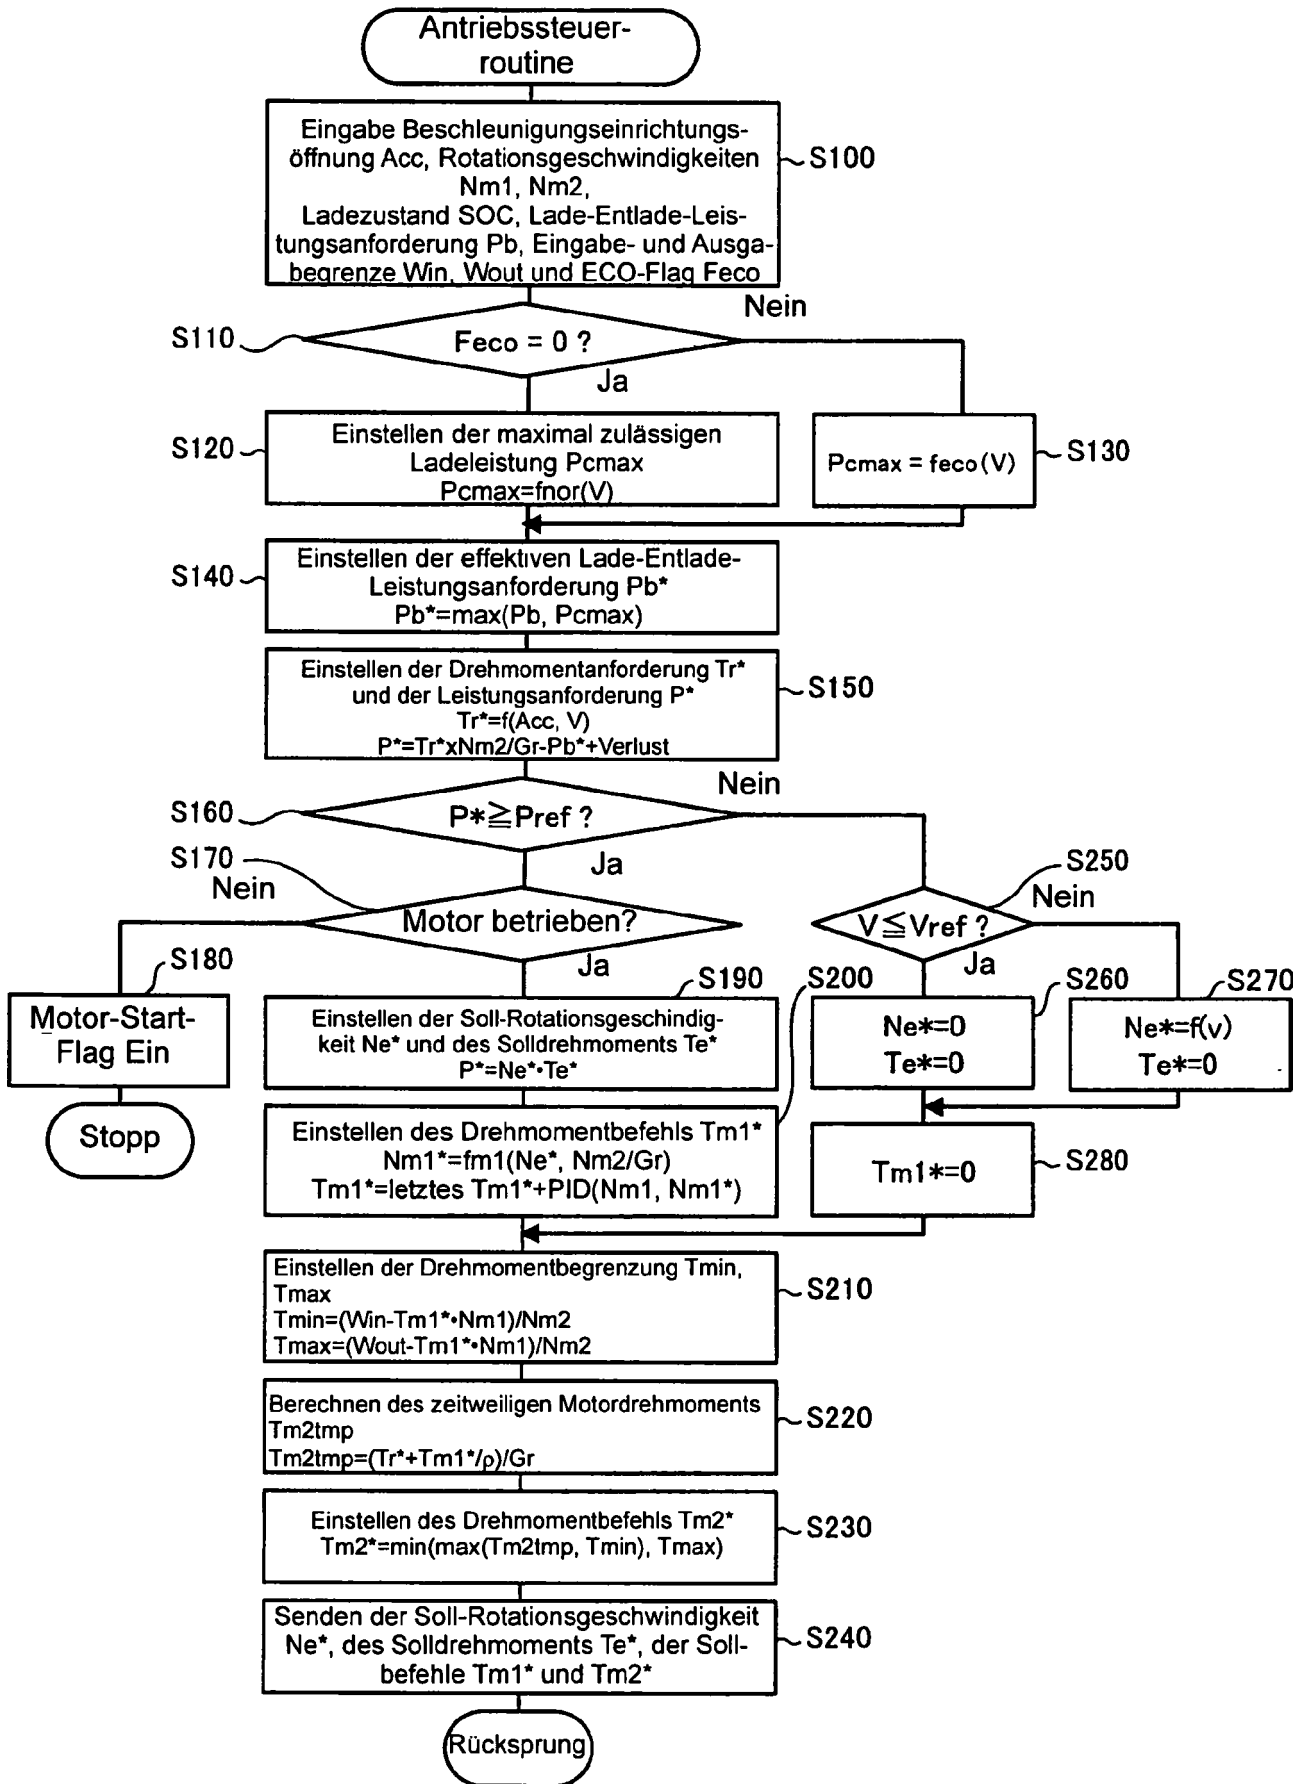 Antriebssteuer-
routine
Eingabe Beschleunigungseinrichtungs-
öffnung Acc, Rotationsgeschwindigkeiten
Nm1, Nm2,
Ladezustand SOC, Lade-Entlade-Leis-
tungsanforderung Pb, Eingabe- und Ausga-
begrenze Win, Wout und ECO-Flag Feco
S100
Nein
S110
Feco = 0 ?
Ja
S120
Einstellen der maximal zulässigen
Ladeleistung Pcmax
Pcmax=fnor(V)
Pcmax = feco(V)
S130
S140
Einstellen der effektiven Lade-Entlade-
Leistungsanforderung Pb*
Pb*=max(Pb, Pcmax)
Einstellen der Drehmomentanforderung Tr*
und der Leistungsanforderung P*
Tr*=f(Acc, V)
P*=Tr*xNm2/Gr-Pb*+Verlust
S150
Nein
S160
P*≧Pref ?
Ja
S170
Nein
Motor betrieben?
Ja
S250
Nein
V≦Vref ?
Ja
S180
Motor-Start-
Flag Ein
Stopp
S190
Einstellen der Soll-Rotationsgeschindig-
keit Ne* und des Solldrehmoments Te*
P*=Ne*•Te*
S200
Einstellen des Drehmomentbefehls Tm1*
Nm1*=fm1(Ne*, Nm2/Gr)
Tm1*=letztes Tm1*+PID(Nm1, Nm1*)
S260
Ne*=0
Te*=0
S270
Ne*=f(v)
Te*=0
Tm1*=0
S280
Einstellen der Drehmomentbegrenzung Tmin,
Tmax
Tmin=(Win-Tm1*•Nm1)/Nm2
Tmax=(Wout-Tm1*•Nm1)/Nm2
S210
Berechnen des zeitweiligen Motordrehmoments
Tm2tmp
Tm2tmp=(Tr*+Tm1*/ρ)/Gr
S220
Einstellen des Drehmomentbefehls Tm2*
Tm2*=min(max(Tm2tmp, Tmin), Tmax)
S230
Senden der Soll-Rotationsgeschwindigkeit
Ne*, des Solldrehmoments Te*, der Soll-
befehle Tm1* und Tm2*
S240
Rücksprung